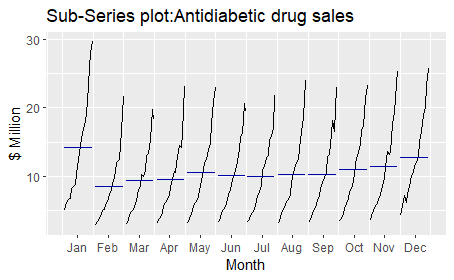 Sub-Series plot:Antidiabetic drug sales
30
20
10
$ Million
Jan Feb Mar Apr May Jun Jul Aug Sep Oct Nov Dec
Month